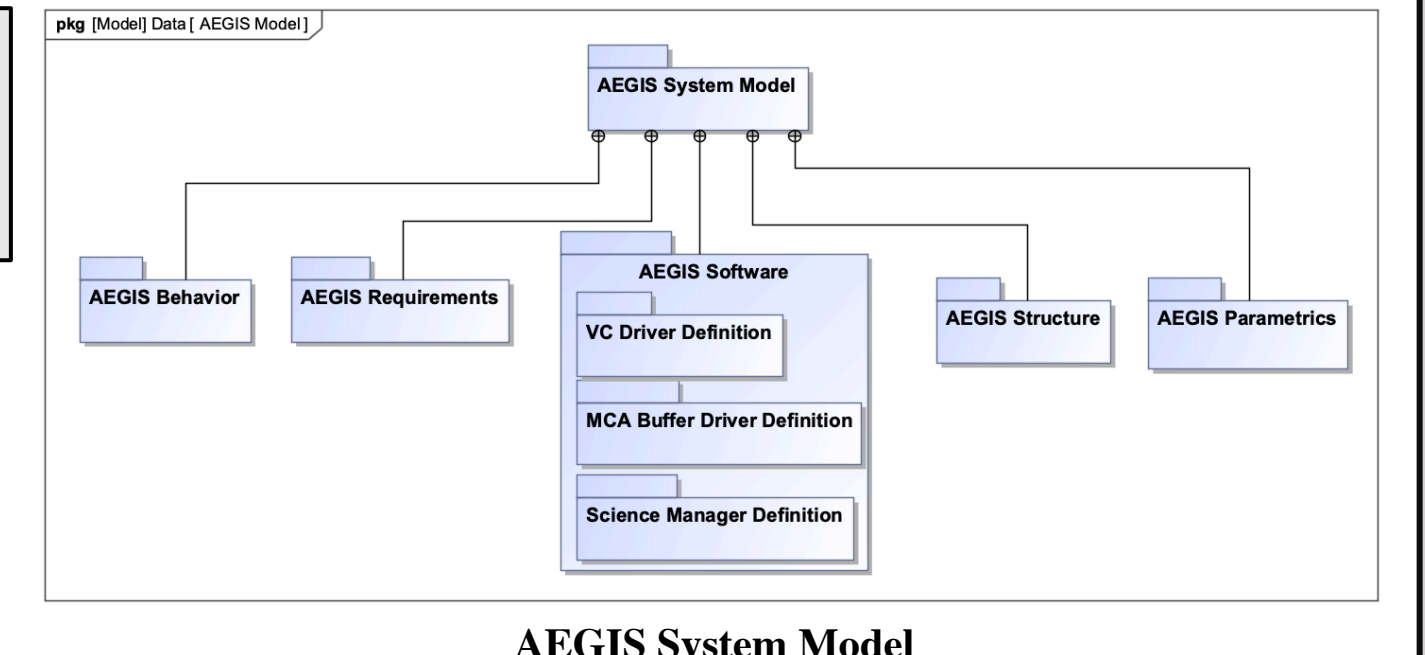 pkg [Model] Data [ AEGIS Model ]
AEGIS System Model
AEGIS Behavior
AEGIS Requirements
AEGIS Software
VC Driver Definition
MCA Buffer Driver Definition
Science Manager Definition
AEGIS Structure
AEGIS Parametrics
AEGIS System Model